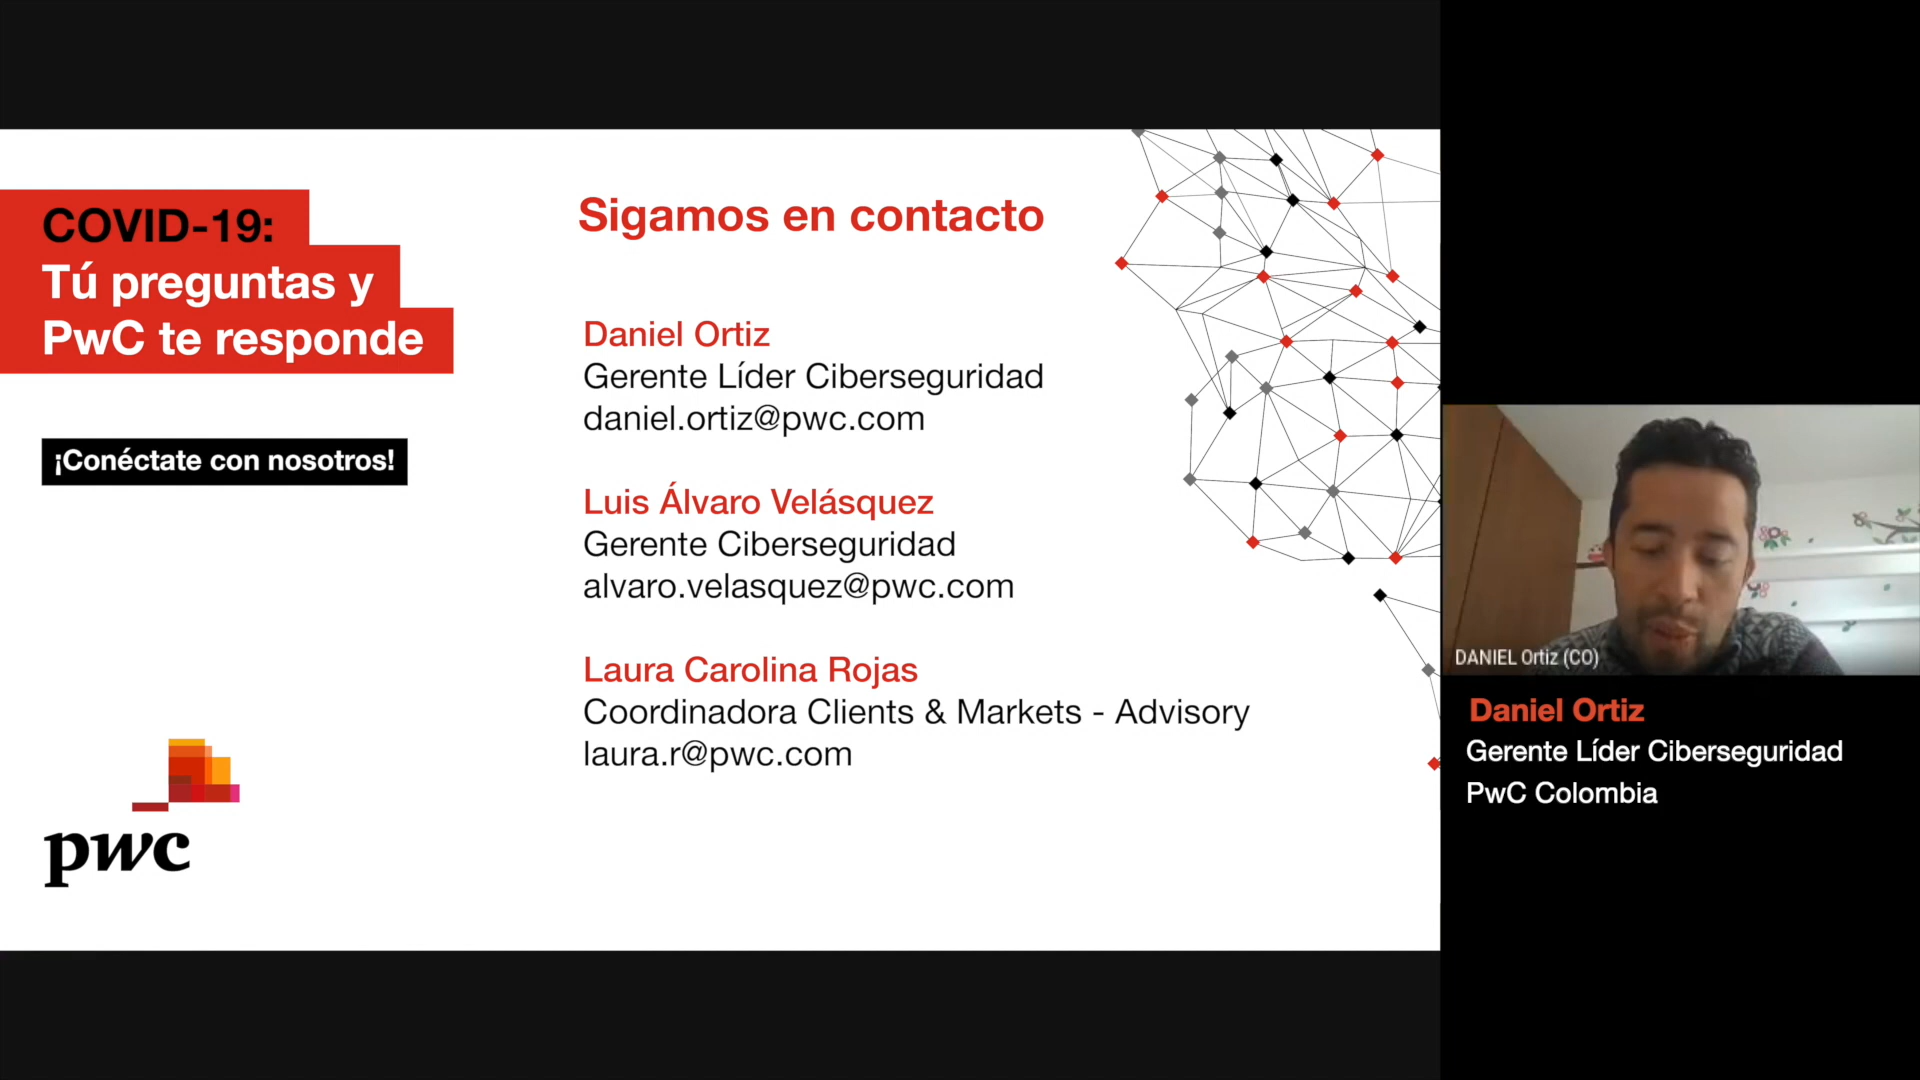 COVID-19:
Tú preguntas y
PwC te responde
¡Conéctate con nosotros!
pwc
Sigamos en contacto
Daniel Ortiz
Gerente Líder Ciberseguridad
daniel.ortiz@pwc.com
Luis Álvaro Velásquez
Gerente Ciberseguridad
alvaro.velasquez@pwc.com
Laura Carolina Rojas
Coordinadora Clients & Markets - Advisory
laura.r@pwc.com
DANIEL Ortiz (CO)
Daniel Ortiz
Gerente Líder Ciberseguridad
PwC Colombia